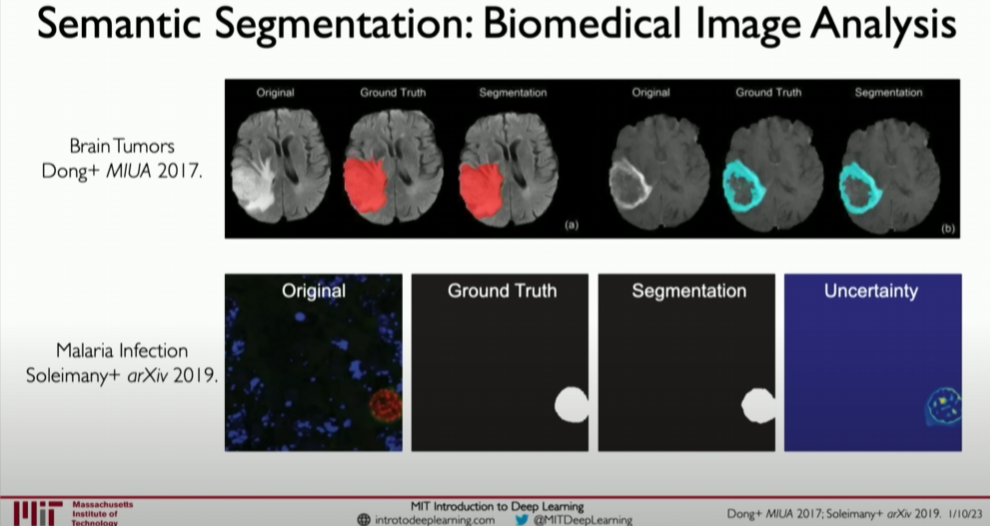 Semantic Segmentation: Biomedical Image Analysis
Original Ground Truth Segmentation Original Ground Truth Segmentation
Brain Tumors
Dong+ MIUA 2017.
(a) (b)
Original Ground Truth Segmentation Uncertainty
Malaria Infection
Soleimany+ arXiv 2019.
Massachusetts
Institute of
Technology
MIT Introduction to Deep Learning
introtodeeplearning.com @MITDeepLearning
Dong+ MIUA 2017; Soleimany+ arXiv 2019. 1/10/23